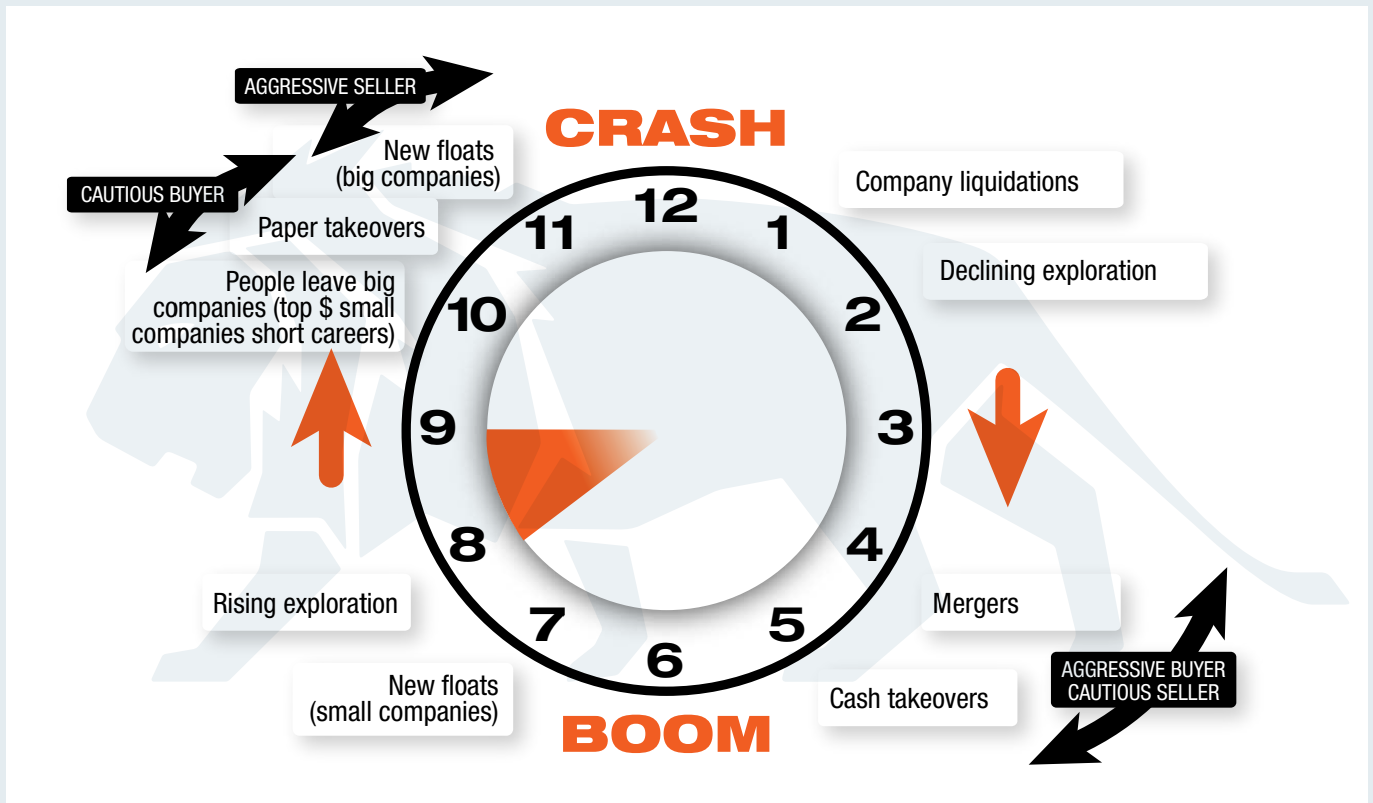 AGGRESSIVE SELLER
CRASH
New floats
(big companies)
CAUTIOUS BUYER
Paper takeovers
People leave big
companies (top $ small
companies short careers)
Company liquidations
Declining exploration
12
1
2
3
4
5
6
7
8
9
10
11
Rising exploration
New floats
(small companies)
Mergers
AGGRESSIVE BUYER
CAUTIOUS SELLER
Cash takeovers
BOOM